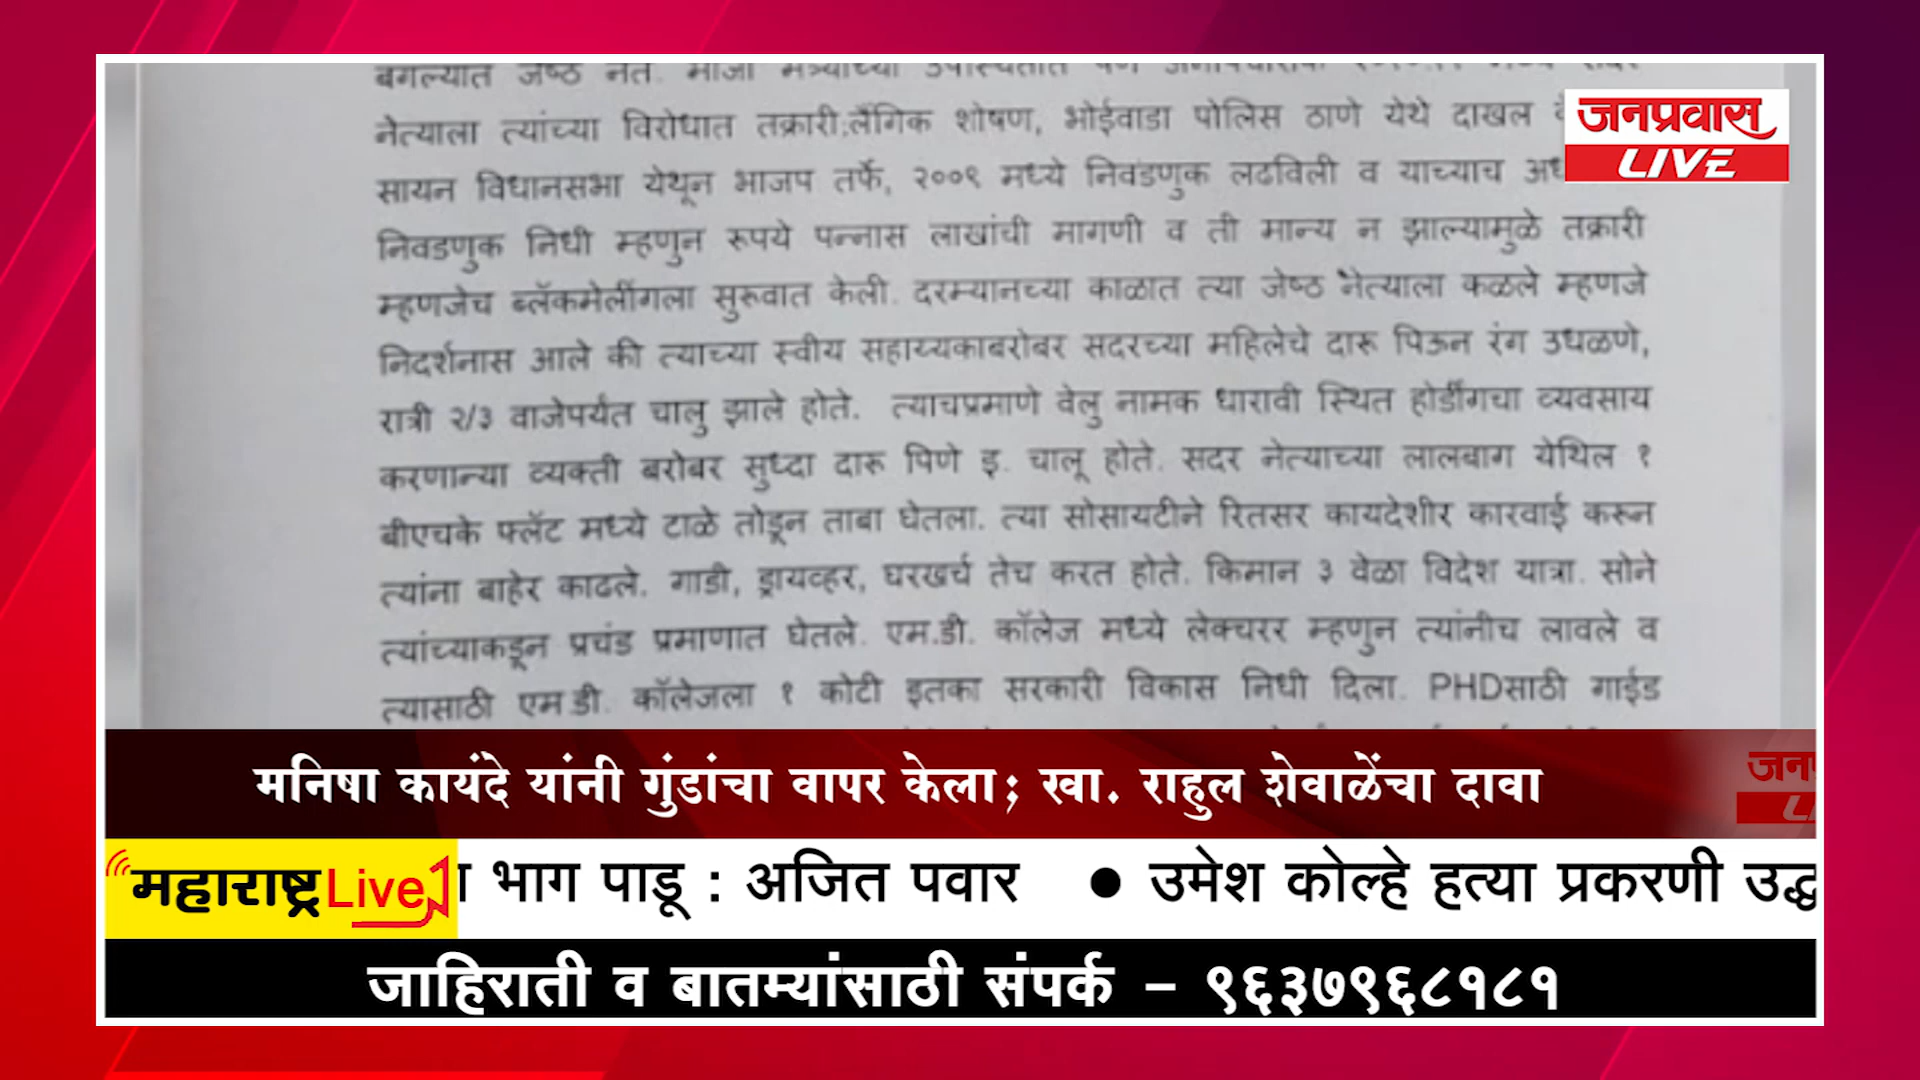 नेत्याला त्यांच्या विरोधात तक्रारी.लैंगिक शोषण, भोईवाडा पोलिस ठाणे येथे दाखल
जनप्रवास
LIVE
सायन विधानसभा येथून भाजप तर्फे, २००९ मध्ये निवडणुक लढविली व याच्याच
निवडणुक निधी म्हणुन रूपये पन्नास लाखांची मागणी व ती मान्य न झाल्यामुळे तक्रारी
म्हणजेच ब्लॅकमेलींगला सुरूवात केली. दरम्यानच्या काळात त्या जेष्ठ नेत्याला कळले म्हणजे
निदर्शनास आले की त्याच्या स्वीय सहाय्यकाबरोबर सदरच्या महिलेचे दारू पिऊन रंग उधळणे,
रात्री २/३ वाजेपर्यंत चालु झाले होते. त्याचप्रमाणे वेलु नामक धारावी स्थित होर्डींगचा व्यवसाय
करणान्या व्यक्ती बरोबर सुध्दा दारू पिणे इ. चालू होते. सदर नेत्याच्या लालबाग येथिल १
बीएचके फ्लॅट मध्ये टाळे तोडून ताबा घेतला. त्या सोसायटीने रितसर कायदेशीर कारवाई करून
त्यांना बाहेर काढले. गाडी, ड्रायव्हर, घरखर्च तेच करत होते. किमान ३ वेळा विदेश यात्रा. सोने
त्यांच्याकडून प्रचंड प्रमाणात घेतले. एम.डी. कॉलेज मध्ये लेक्चरर म्हणुन त्यांनीच लावले व
त्यासाठी एम.डी. कॉलेजला १ कोटी इतका सरकारी विकास निधी दिला. PHDसाठी गाईड
मनिषा कायंदे यांनी गुंडांचा वापर केला; खा. राहुल शेवाळेंचा दावा
महाराष्ट्र Live1
भाग पाडू : अजित पवार ● उमेश कोल्हे हत्या प्रकरणी
जाहिराती व बातम्यांसाठी संपर्क – ९६३७९६८१८१